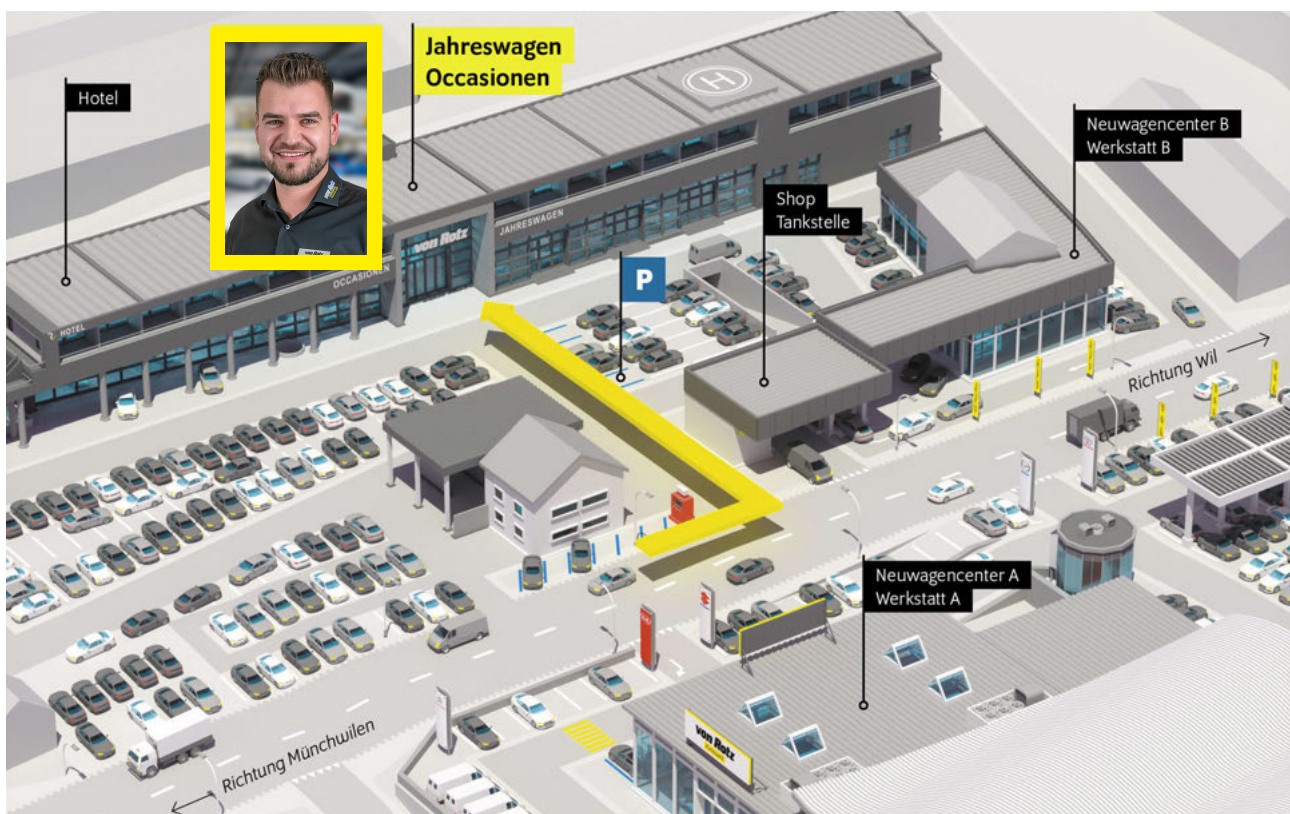 Jahreswagen
Occasionen
Hotel
H
Neuwagencenter B
Werkstatt B
Shop
Tankstelle
von Rotz
JAHRESWAGEN
OCCASIONEN
HOTEL
P
Richtung Wil
Neuwagencenter A
Werkstatt A
von Rotz
Richtung Münchwilen